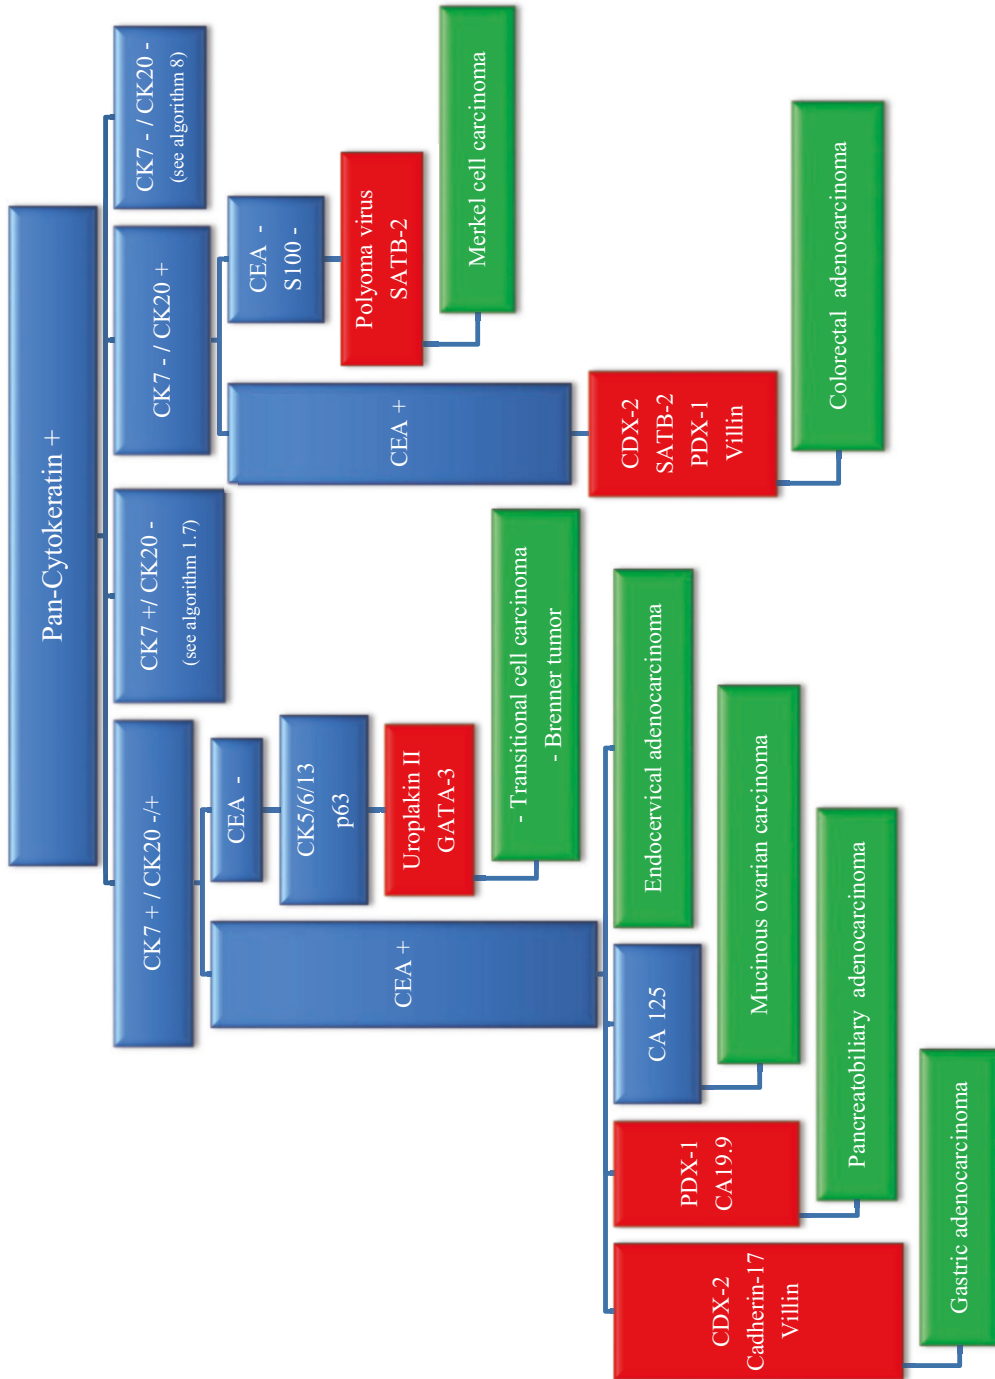 Pan-Cytokeratin +
CK7 + / CK20 -/+
CK7 +/ CK20 -
(see algorithm 1.7)
CK7 - / CK20 +
CK7 - / CK20 -
(see algorithm 8)
CEA +
CEA -
CEA +
CEA -
S100 -
CK5/6/13
p63
Polyoma virus
SATB-2
Uroplakin II
GATA-3
Merkel cell carcinoma
- Transitional cell carcinoma
- Brenner tumor
CDX-2
Cadherin-17
Villin
PDX-1
CA19.9
CA 125
Endocervical adenocarcinoma
CDX-2
SATB-2
PDX-1
Villin
Mucinous ovarian carcinoma
Colorectal adenocarcinoma
Pancreatobiliary adenocarcinoma
Gastric adenocarcinoma